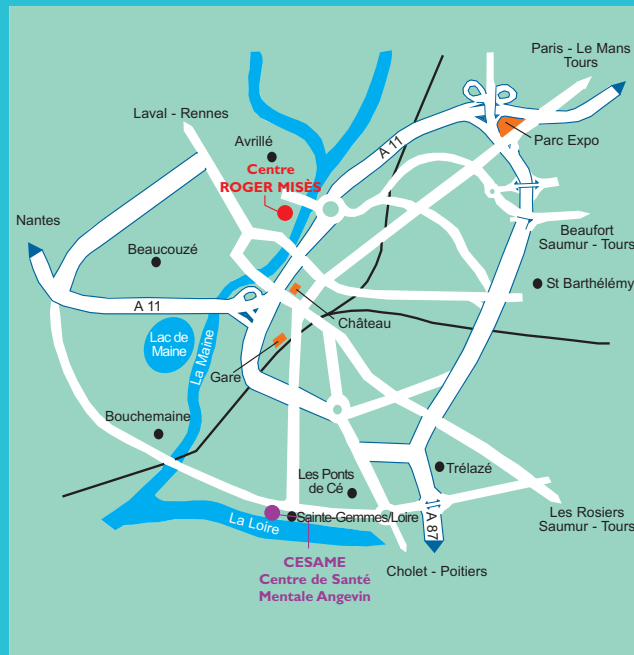 Paris - Le Mans
Tours
Laval - Rennes
Avrillé
A 11
Parc Expo
Centre
ROGER MISÈS
Nantes
Beaucouzé
Beaufort
Saumur - Tours
St Barthélémy
A 11
Château
Lac de
Maine
La Maine
Gare
Bouchemaine
Les Ponts
de Cé
Trélazé
La Loire
Sainte-Gemmes/Loire
A 87
Les Rosiers
Saumur - Tours
CESAME
Centre de Santé
Mentale Angevin
Cholet - Poitiers